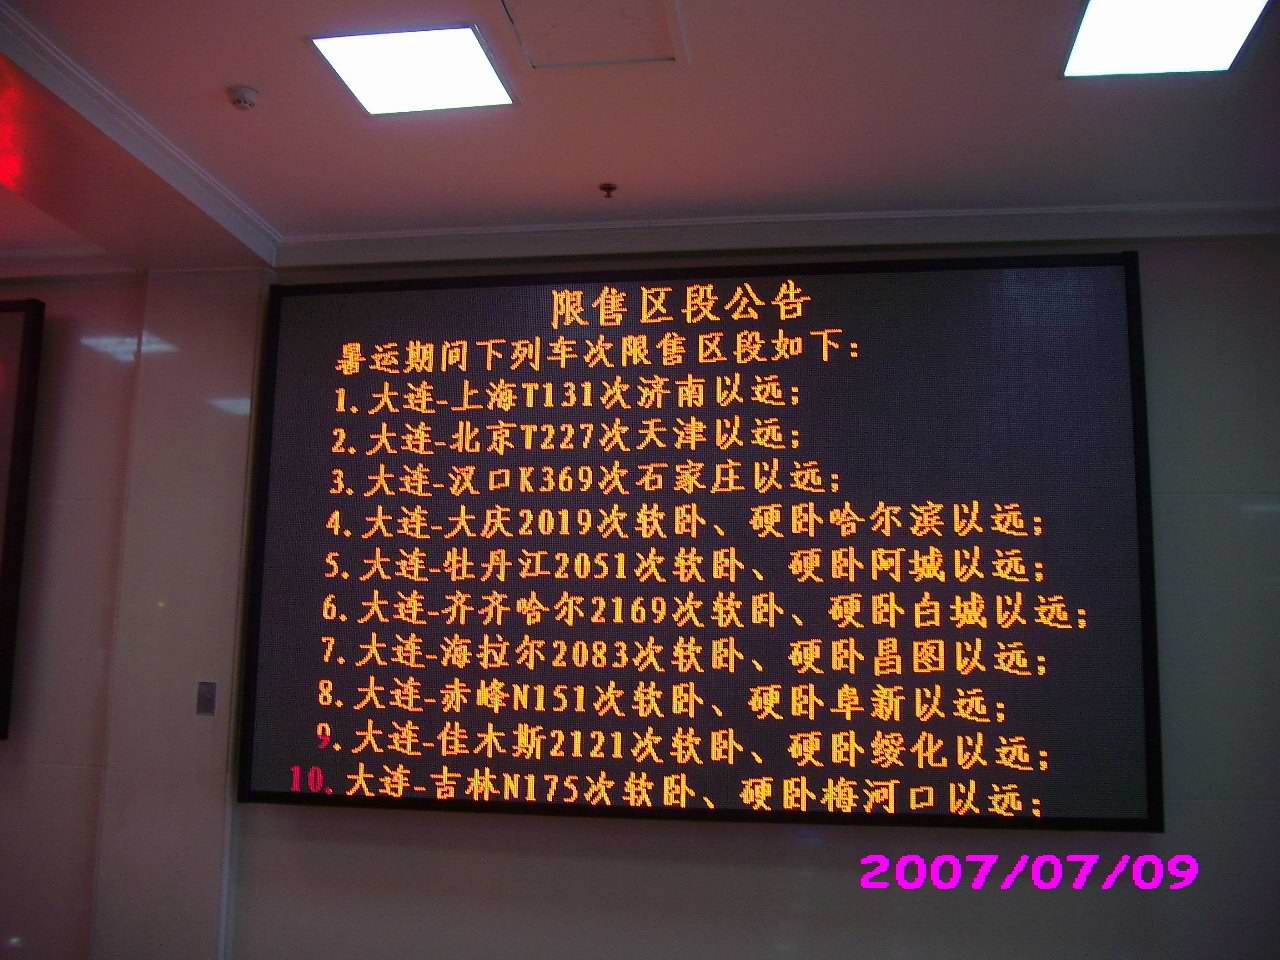 限售区段公告
暑运期间下列车次限售区段如下:
1.大连-上海T131次济南以远;
2.大连-北京T227次天津以远;
3.大连-汉口K369次石家庄以远;
4.大连-大庆2019次软卧、硬卧哈尔滨以远;
5.大连-牡丹江2051次软卧、硬卧阿城以远;
6.大连-齐齐哈尔2169次软卧、硬卧白城以远;
7.大连-海拉尔2083次软卧、硬卧昌图以远;
8.大连-赤峰N151次软卧、硬卧阜新以远;
9.大连-佳木斯2121次软卧、硬卧绥化以远;
10.大连-吉林N175次软卧、硬卧梅河口以远;
2007/07/09